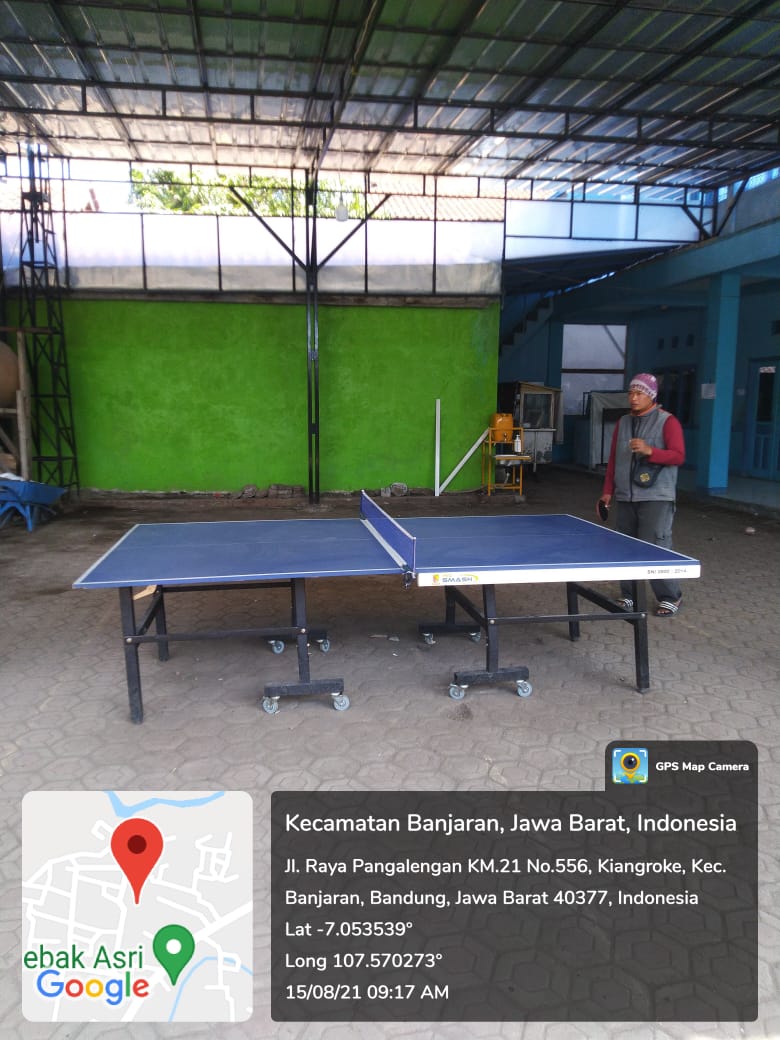 SMASH
GPS Map Camera
Kecamatan Banjaran, Jawa Barat, Indonesia
Jl. Raya Pangalengan KM.21 No.556, Kiangroke, Kec.
Banjaran, Bandung, Jawa Barat 40377, Indonesia
Lat -7.053539°
Long 107.570273°
15/08/21 09:17 AM
ebak Asri
Google